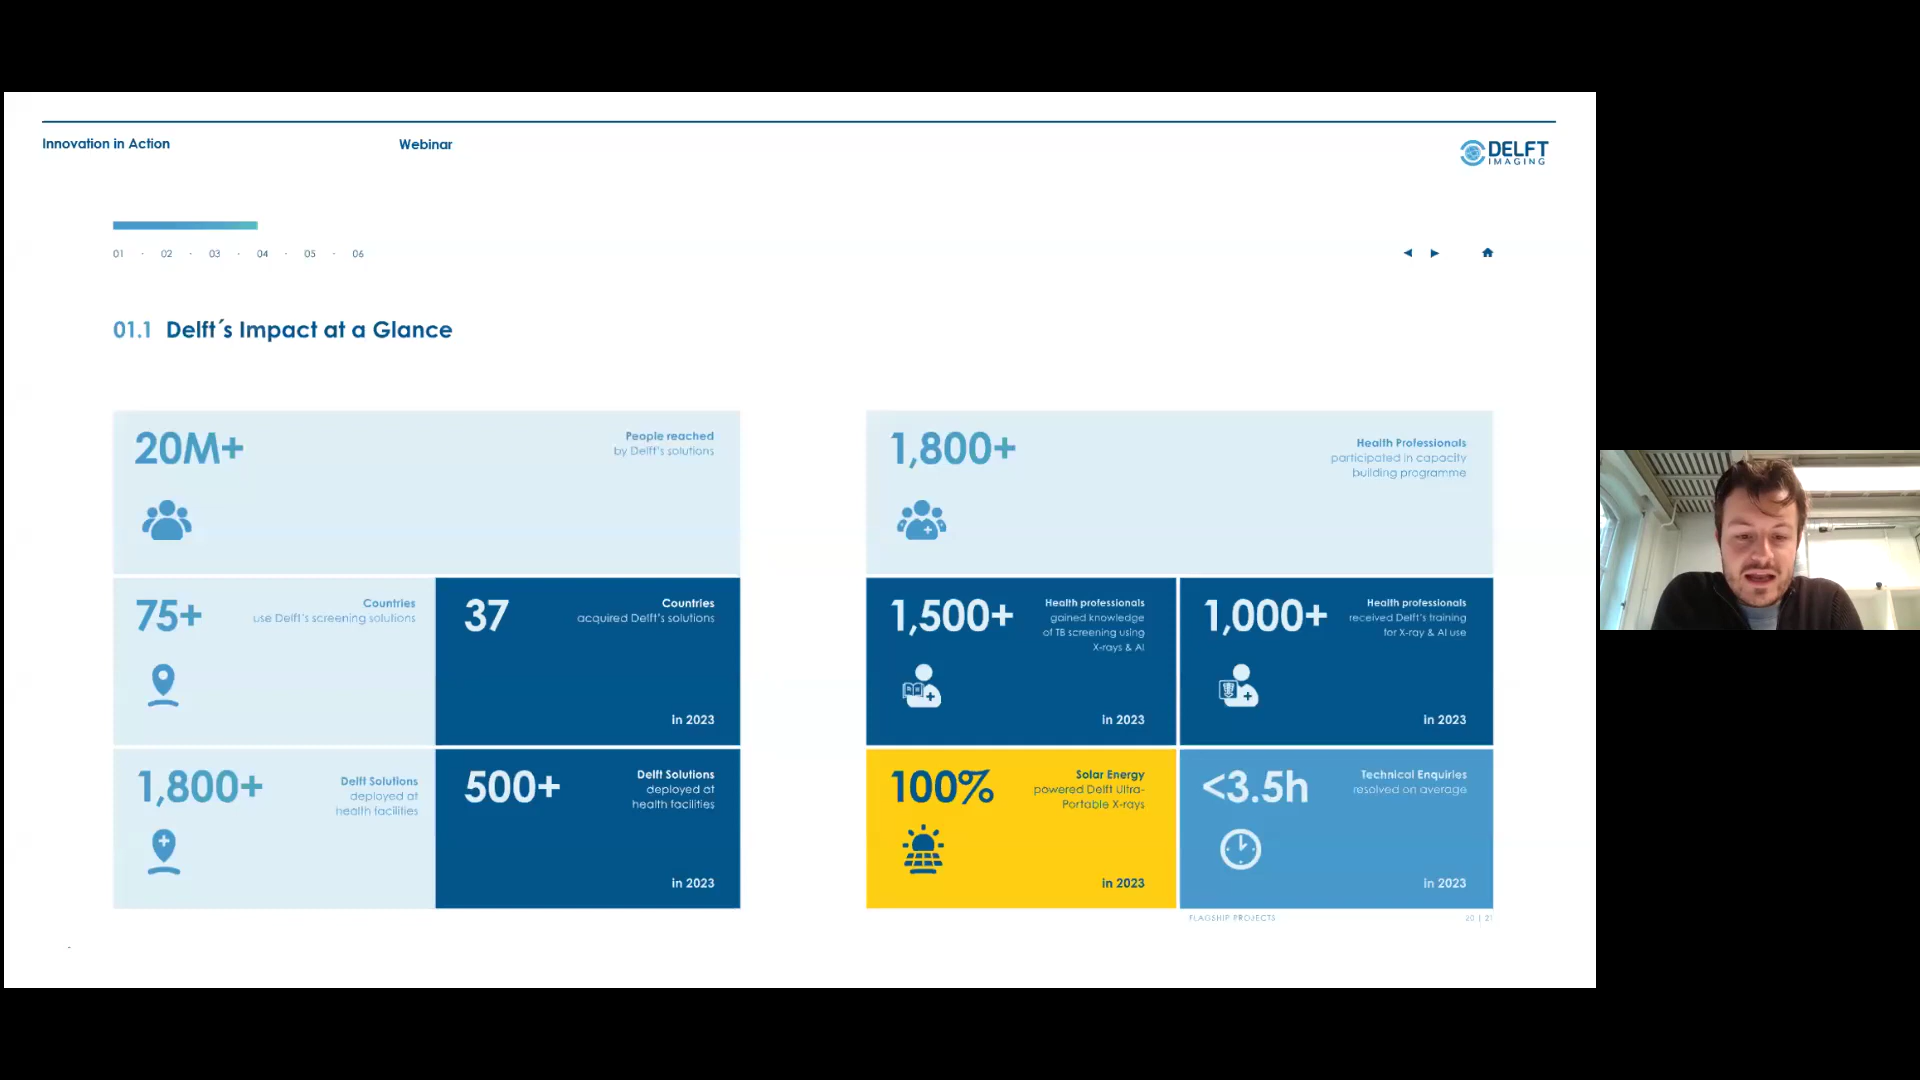 Innovation in Action
Webinar
DELFT
IMAGING
01 · 02 · 03 · 04 · 05 · 06
01.1 Delft´s Impact at a Glance
20M+
People reached
by Delft's solutions
75+
Countries
use Delft's screening solutions
37
Countries
acquired Delft's solutions
in 2023
1,800+
Delft Solutions
deployed at
health facilities
500+
Delft Solutions
deployed at
health facilities
in 2023
1,800+
Health Professionals
participated in capacity
building programme
1,500+
Health professionals
gained knowledge
of TB screening using
X-rays & AI
in 2023
1,000+
Health professionals
received Delft's training
for X-ray & AI use
in 2023
100%
Solar Energy
powered Delft Ultra-
Portable X-rays
in 2023
<3.5h
Technical Enquiries
resolved on average
in 2023
FLAGSHIP PROJECTS
20 | 21